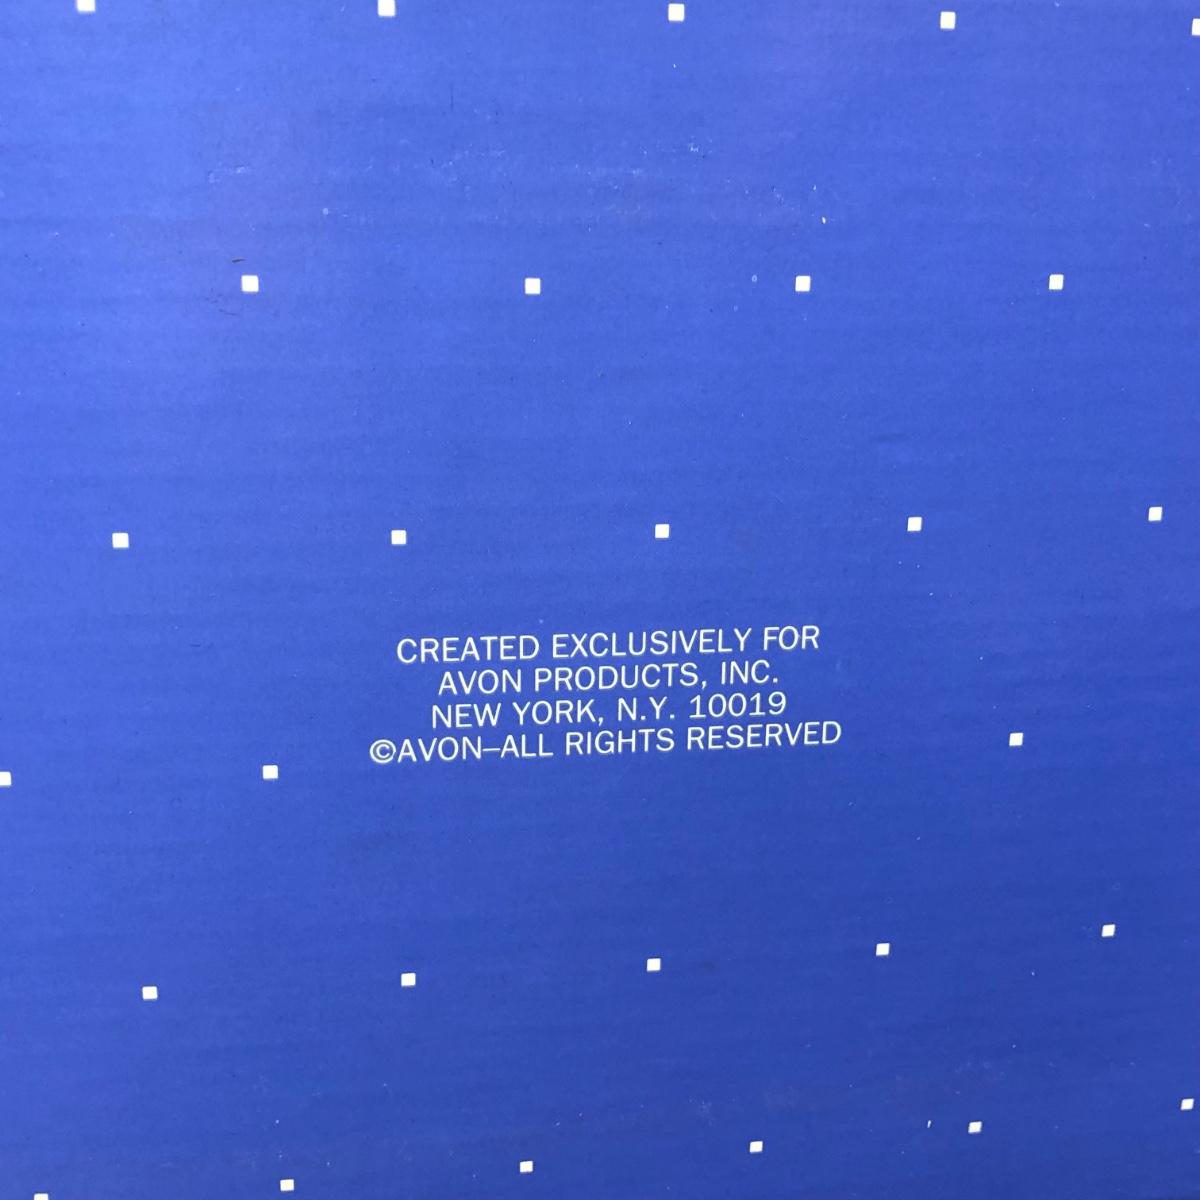 CREATED EXCLUSIVELY FOR
AVON PRODUCTS, INC.
NEW YORK, N.Y. 10019
©AVON–ALL RIGHTS RESERVED